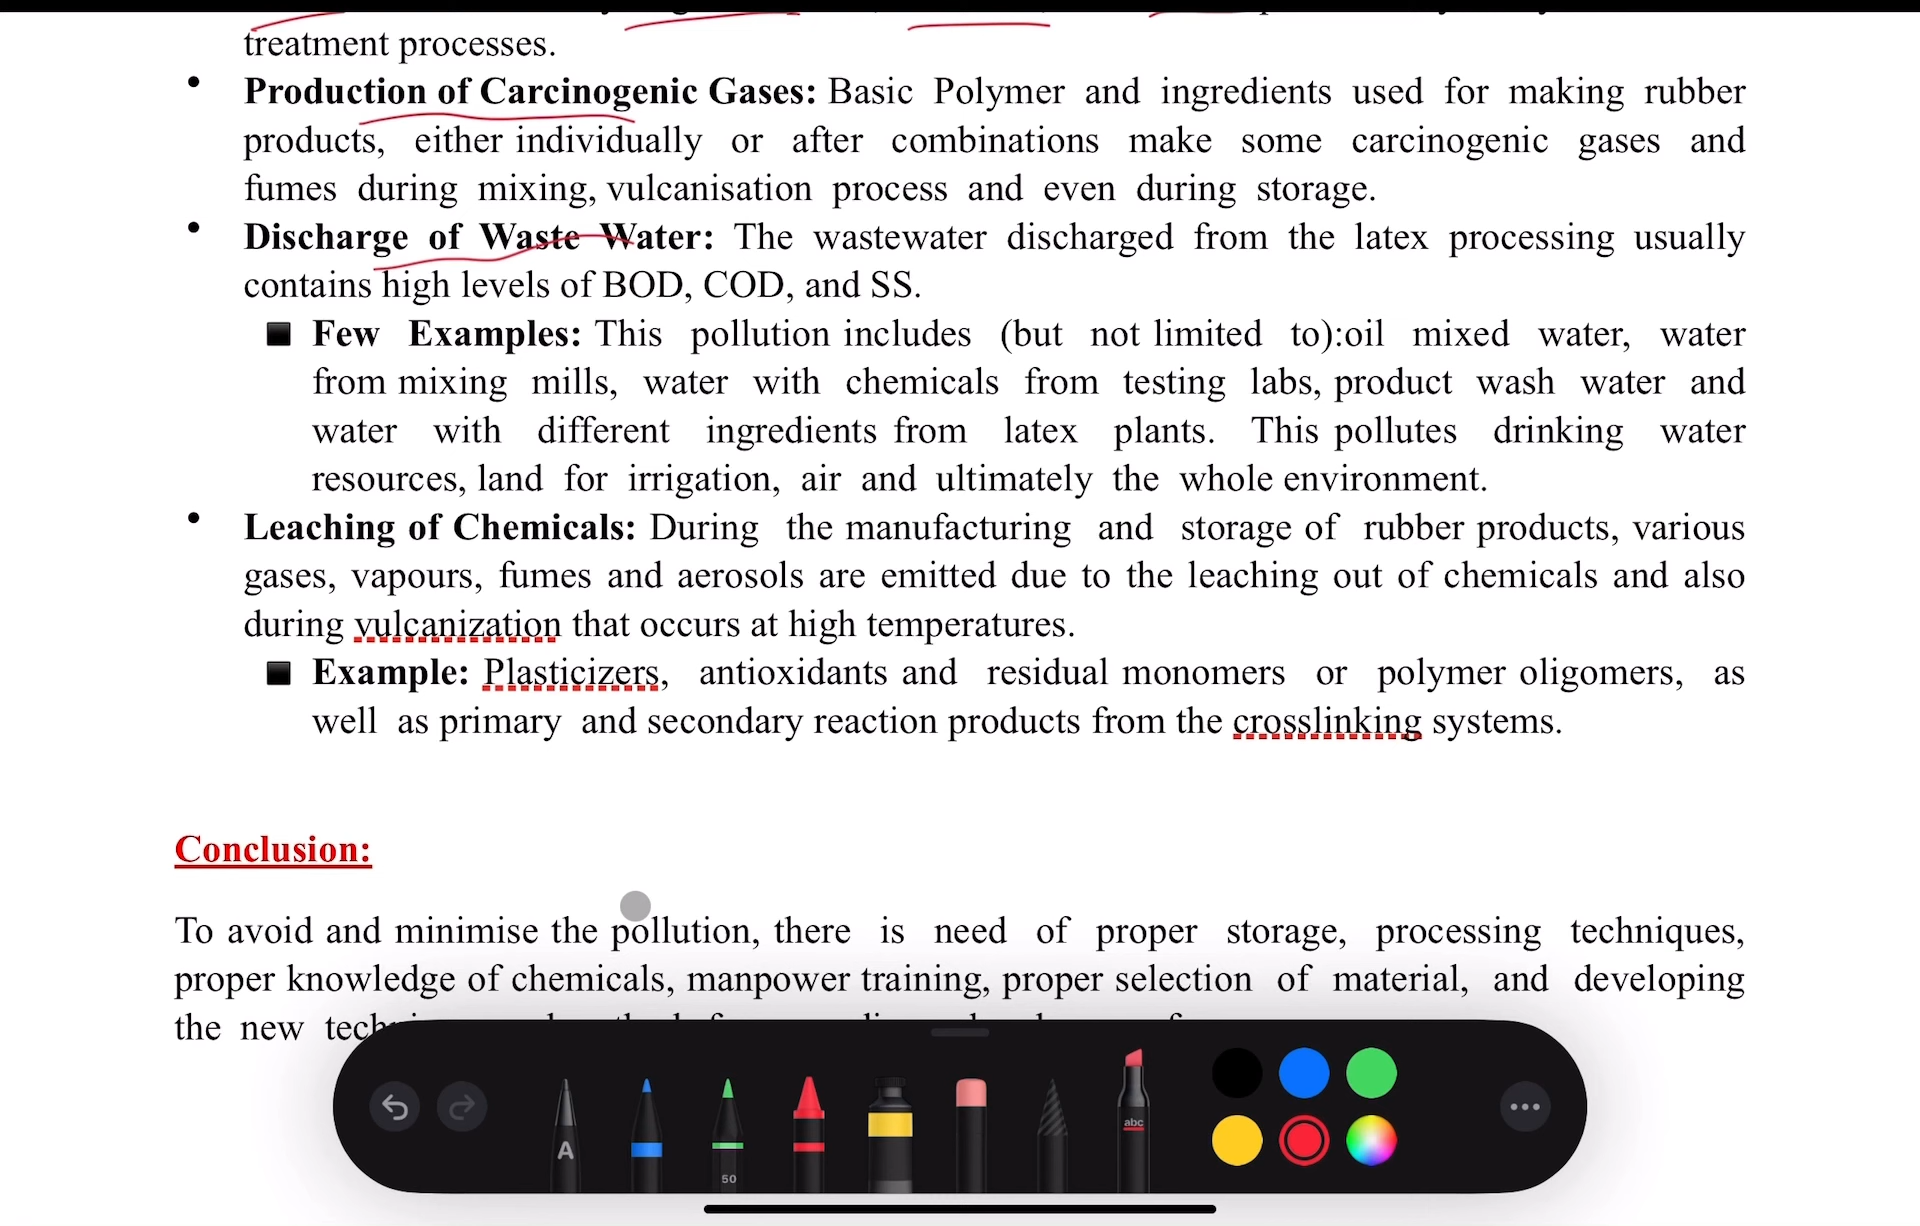 treatment processes.
• Production of Carcinogenic Gases: Basic Polymer and ingredients used for making rubber
products, either individually or after combinations make some carcinogenic gases and
fumes during mixing, vulcanisation process and even during storage.
• Discharge of Waste Water: The wastewater discharged from the latex processing usually
contains high levels of BOD, COD, and SS.
■ Few Examples: This pollution includes (but not limited to):oil mixed water, water
from mixing mills, water with chemicals from testing labs, product wash water and
water with different ingredients from latex plants. This pollutes drinking water
resources, land for irrigation, air and ultimately the whole environment.
• Leaching of Chemicals: During the manufacturing and storage of rubber products, various
gases, vapours, fumes and aerosols are emitted due to the leaching out of chemicals and also
during vulcanization that occurs at high temperatures.
■ Example: Plasticizers, antioxidants and residual monomers or polymer oligomers, as
well as primary and secondary reaction products from the crosslinking systems.
Conclusion:
To avoid and minimise the pollution, there is need of proper storage, processing techniques,
proper knowledge of chemicals, manpower training, proper selection of material, and developing
the new
A
50
abc